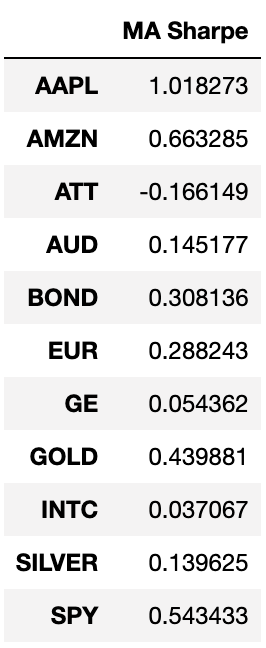 MA Sharpe
AAPL 1.018273
AMZN 0.663285
ATT -0.166149
AUD 0.145177
BOND 0.308136
EUR 0.288243
GE 0.054362
GOLD 0.439881
INTC 0.037067
SILVER 0.139625
SPY 0.543433